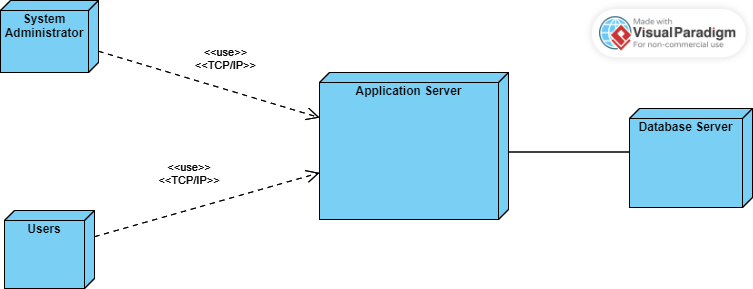 System
Administrator
<<use>>
<<TCP/IP>>
Made with
Visual Paradigm
For non-commercial use
Application Server
Database Server
<<use>>
<<TCP/IP>>
Users